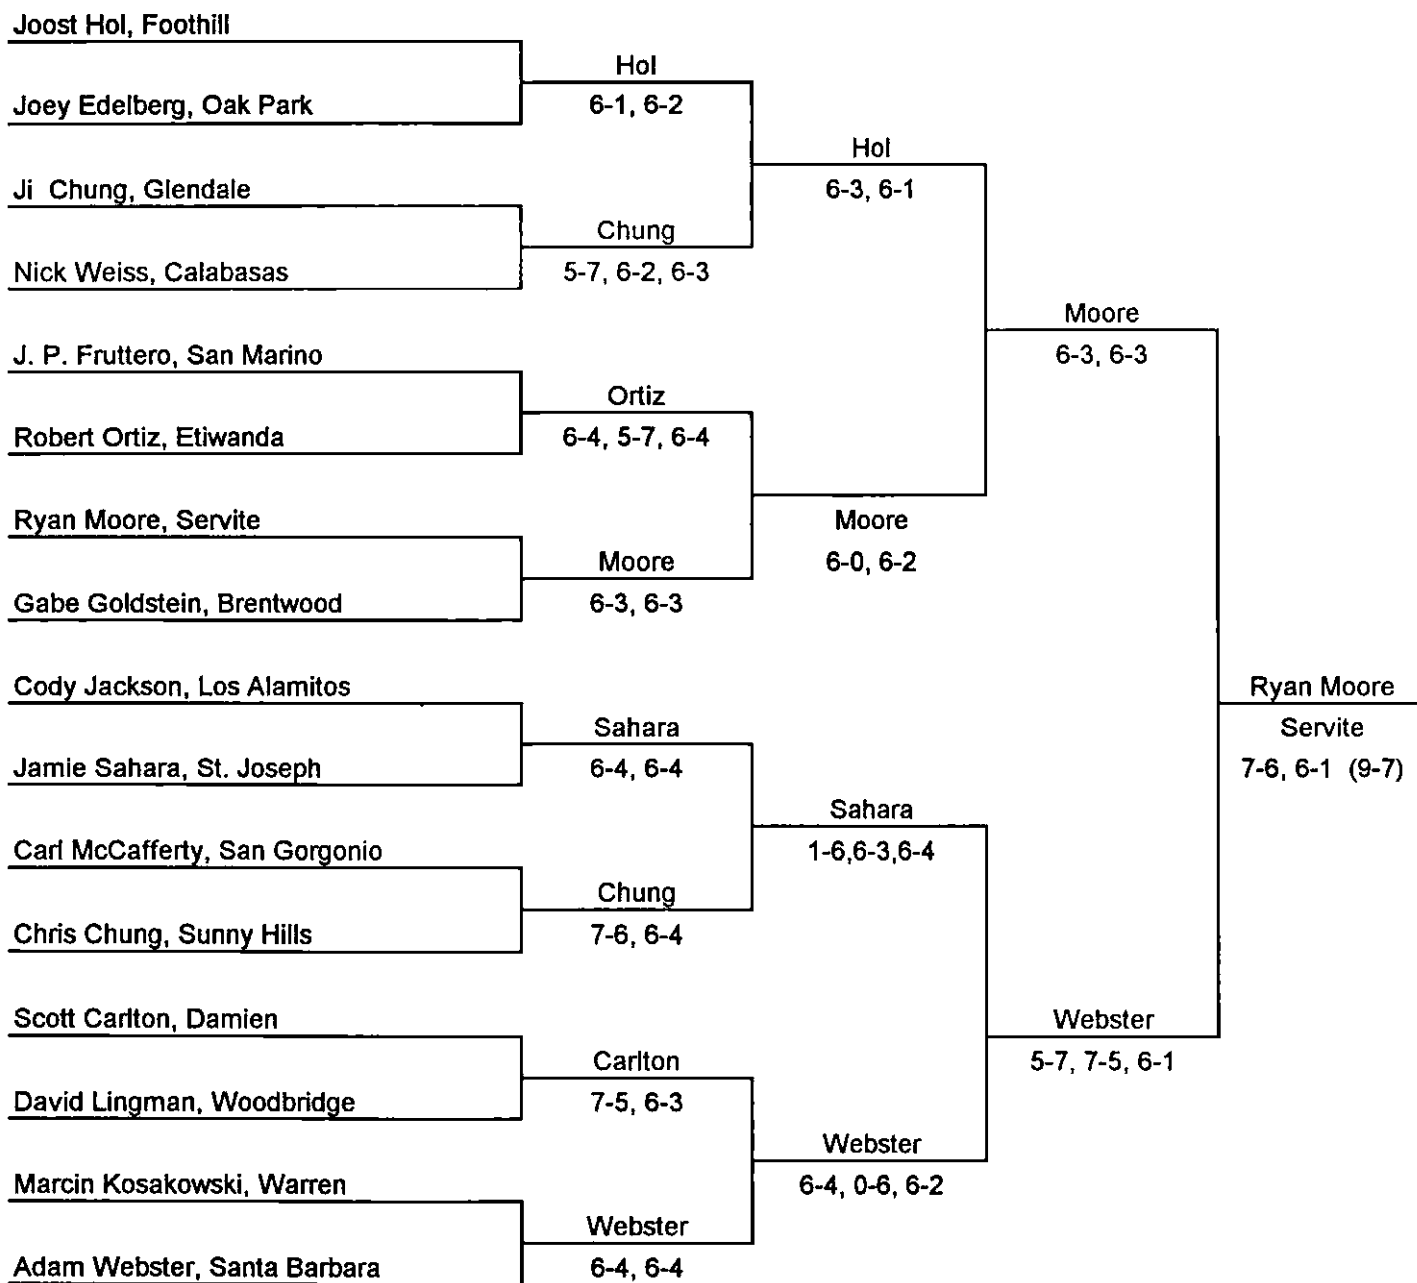 Joost Hol, Foothill
Hol
Joey Edelberg, Oak Park
6-1, 6-2
Hol
Ji Chung, Glendale
6-3, 6-1
Chung
Nick Weiss, Calabasas
5-7, 6-2, 6-3
Moore
J. P. Fruttero, San Marino
6-3, 6-3
Ortiz
Robert Ortiz, Etiwanda
6-4, 5-7, 6-4
Ryan Moore, Servite
Moore
Moore
6-0, 6-2
Gabe Goldstein, Brentwood
6-3, 6-3
Cody Jackson, Los Alamitos
Ryan Moore
Sahara
Servite
Jamie Sahara, St. Joseph
6-4, 6-4
7-6, 6-1 (9-7)
Sahara
Carl McCafferty, San Gorgonio
1-6,6-3,6-4
Chung
Chris Chung, Sunny Hills
7-6, 6-4
Scott Carlton, Damien
Webster
Carlton
5-7, 7-5, 6-1
David Lingman, Woodbridge
7-5, 6-3
Webster
Marcin Kosakowski, Warren
6-4, 0-6, 6-2
Webster
Adam Webster, Santa Barbara
6-4, 6-4